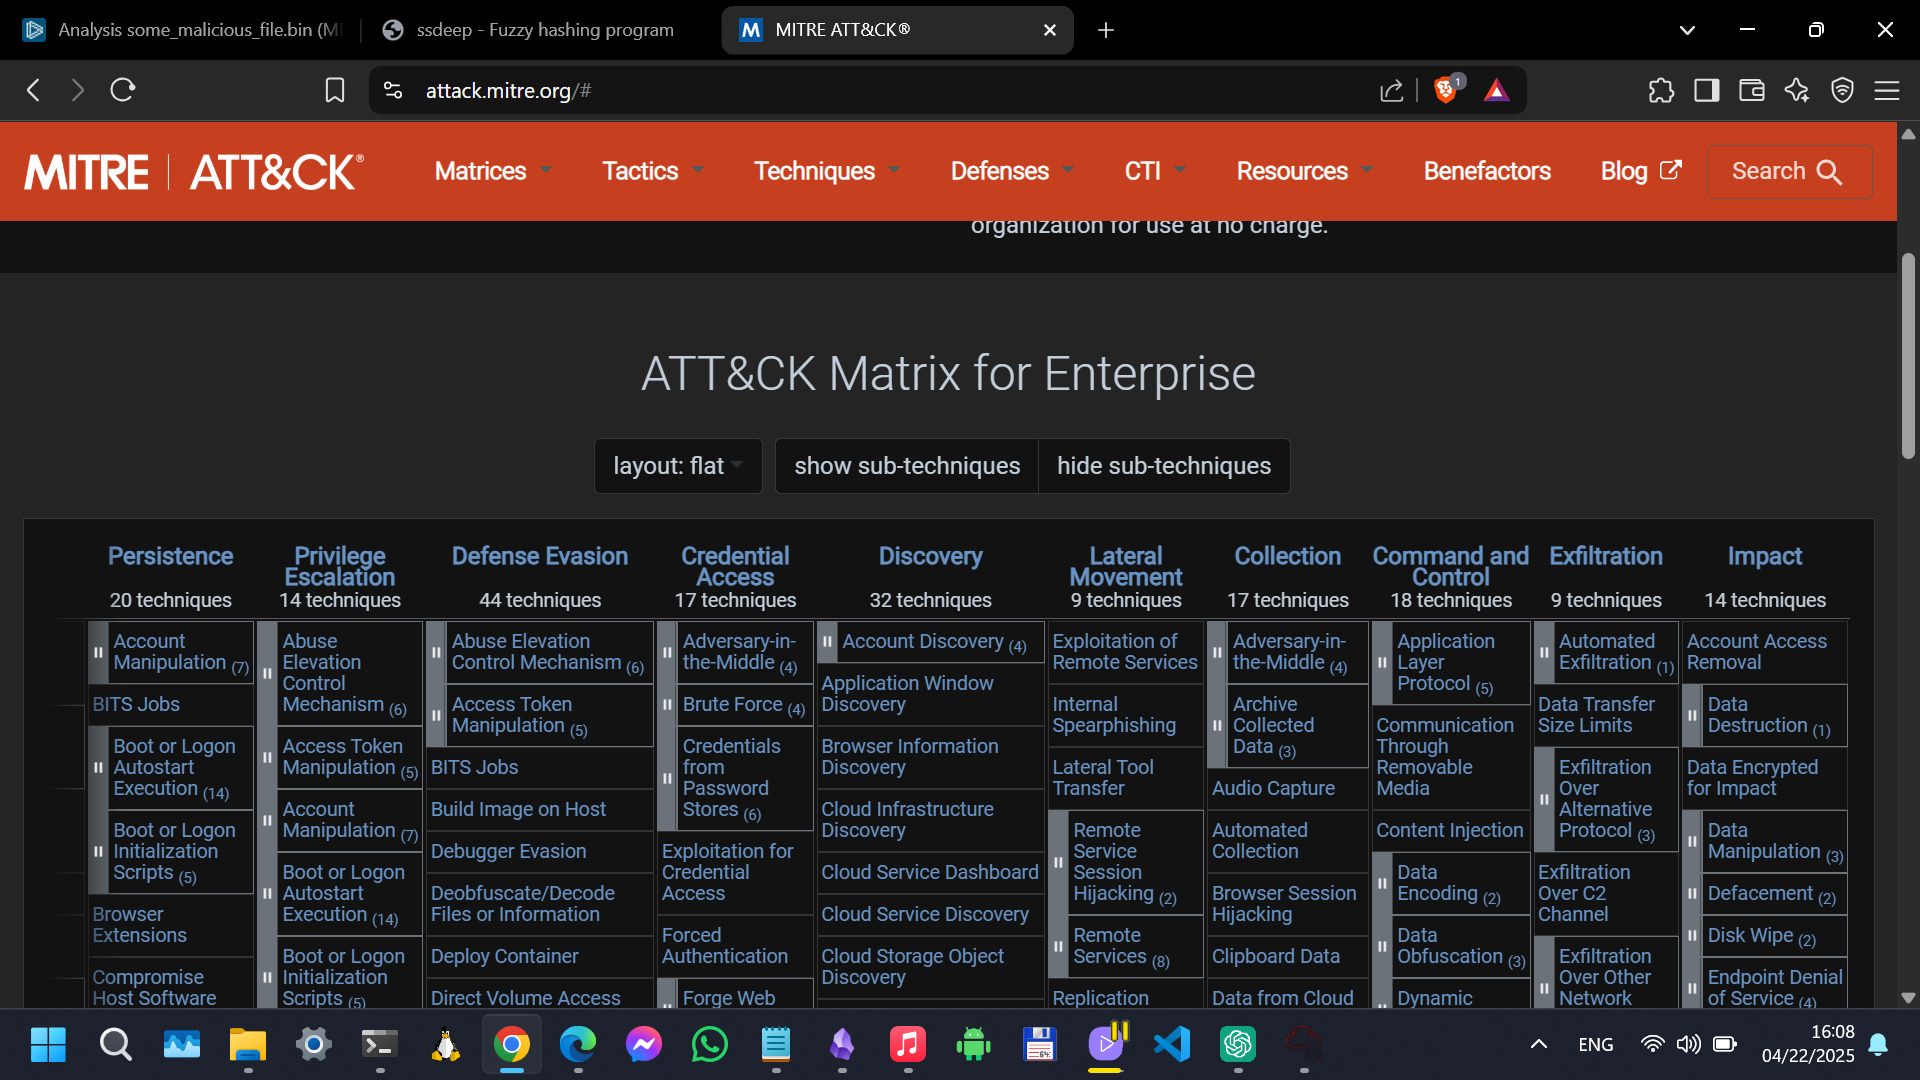 Analysis some_malicious_file.bin (M
ssdeep - Fuzzy hashing program
MITRE ATT&CK®
attack.mitre.org/#
1
MITRE | ATT&CK®
Matrices
Tactics
Techniques
Defenses
CTI
Resources
Benefactors
Blog
Search
organization for use at no charge.
ATT&CK Matrix for Enterprise
layout: flat
show sub-techniques
hide sub-techniques
Persistence
20 techniques
Account
Manipulation (7)
BITS Jobs
Boot or Logon
Autostart
Execution (14)
Boot or Logon
Initialization
Scripts (5)
Browser
Extensions
Compromise
Host Software
Privilege
Escalation
14 techniques
Abuse
Elevation
Control
Mechanism (6)
Access Token
Manipulation (5)
Account
Manipulation (7)
Boot or Logon
Autostart
Execution (14)
Boot or Logon
Initialization
Scripts (5)
Defense Evasion
44 techniques
Abuse Elevation
Control Mechanism (6)
Access Token
Manipulation (5)
BITS Jobs
Build Image on Host
Debugger Evasion
Deobfuscate/Decode
Files or Information
Deploy Container
Direct Volume Access
Credential
Access
17 techniques
Adversary-in-
the-Middle (4)
Brute Force (4)
Credentials
from
Password
Stores (6)
Exploitation for
Credential
Access
Forced
Authentication
Forge Web
Discovery
32 techniques
Account Discovery (4)
Application Window
Discovery
Browser Information
Discovery
Cloud Infrastructure
Discovery
Cloud Service Dashboard
Cloud Service Discovery
Cloud Storage Object
Discovery
Lateral
Movement
9 techniques
Exploitation of
Remote Services
Internal
Spearphishing
Lateral Tool
Transfer
Remote
Service
Session
Hijacking (2)
Remote
Services (8)
Replication
Collection
17 techniques
Adversary-in-
the-Middle (4)
Archive
Collected
Data (3)
Audio Capture
Automated
Collection
Browser Session
Hijacking
Clipboard Data
Data from Cloud
Command and
Control
18 techniques
Application
Layer
Protocol (5)
Communication
Through
Removable
Media
Content Injection
Data
Encoding (2)
Data
Obfuscation (3)
Dynamic
Exfiltration
9 techniques
Automated
Exfiltration (1)
Data Transfer
Size Limits
Exfiltration
Over
Alternative
Protocol (3)
Exfiltration
Over C2
Channel
Exfiltration
Over Other
Network
Impact
14 techniques
Account Access
Removal
Data
Destruction (1)
Data Encrypted
for Impact
Data
Manipulation (3)
Defacement (2)
Disk Wipe (2)
Endpoint Denial
of Service (4)
64
ENG
16:08
04/22/2025